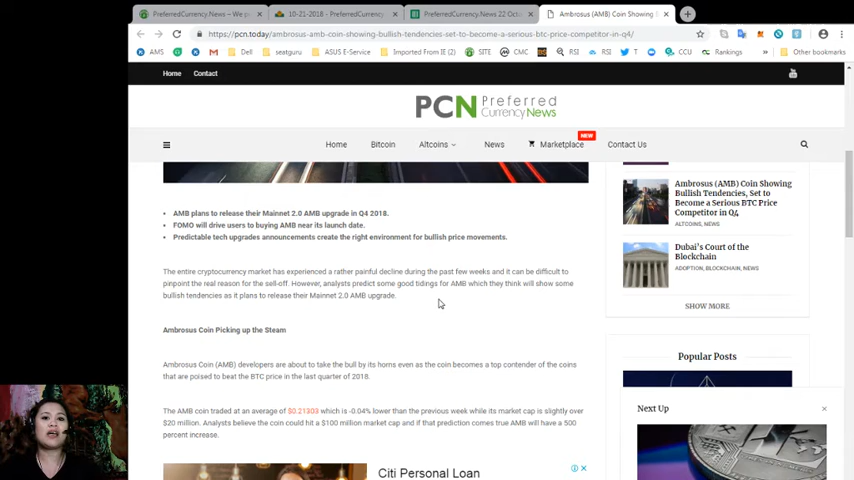 PreferredCurrency.News – We p
10-21-2018 - PreferredCurrency
PreferredCurrency.News 22 Oct
Ambrosus (AMB) Coin Showing
https://pcn.today/ambrosus-amb-coin-showing-bullish-tendencies-set-to-become-a-serious-btc-price-competitor-in-q4/
AMS
Dell
seatguru
ASUS E-Service
Imported From IE (2)
SITE
CMC
RSI
RSI
T
CCU
Rankings
Other bookmarks
Home
Contact
PCN Preferred
CurrencyNews
Home
Bitcoin
Altcoins
News
Marketplace
NEW
Contact Us
• AMB plans to release their Mainnet 2.0 AMB upgrade in Q4 2018.
• FOMO will drive users to buying AMB near its launch date.
• Predictable tech upgrades announcements create the right environment for bullish price movements.
The entire cryptocurrency market has experienced a rather painful decline during the past few weeks and it can be difficult to
pinpoint the real reason for the sell-off. However, analysts predict some good tidings for AMB which they think will show some
bullish tendencies as it plans to release their Mainnet 2.0 AMB upgrade.
Ambrosus Coin Picking up the Steam
Ambrosus Coin (AMB) developers are about to take the bull by its horns even as the coin becomes a top contender of the coins
that are poised to beat the BTC price in the last quarter of 2018.
The AMB coin traded at an average of $0.21303 which is -0.04% lower than the previous week while its market cap is slightly over
$20 million. Analysts believe the coin could hit a $100 million market cap and if that prediction comes true AMB will have a 500
percent increase.
Citi Personal Loan
Ambrosus (AMB) Coin Showing
Bullish Tendencies, Set to
Become a Serious BTC Price
Competitor in Q4
ALTCOINS, NEWS
Dubai's Court of the
Blockchain
ADOPTION, BLOCKCHAIN, NEWS
SHOW MORE
Popular Posts
Next Up